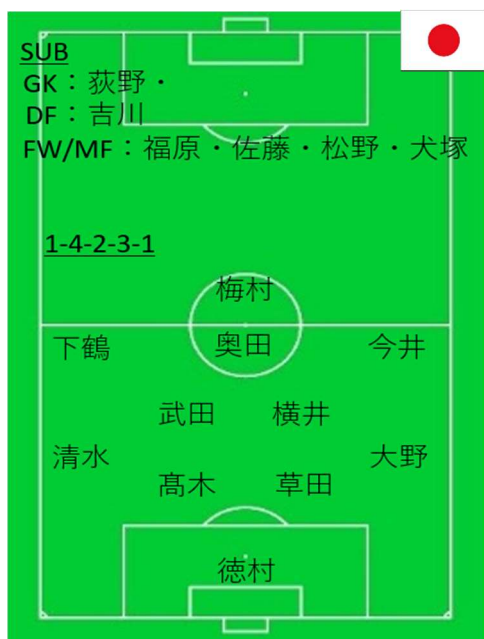 SUB
GK：荻野・
DF：吉川
FW/MF：福原・佐藤・松野・犬塚
1-4-2-3-1
梅村
下鶴 奥田 今井
武田 横井
清水 大野
髙木 草田
徳村